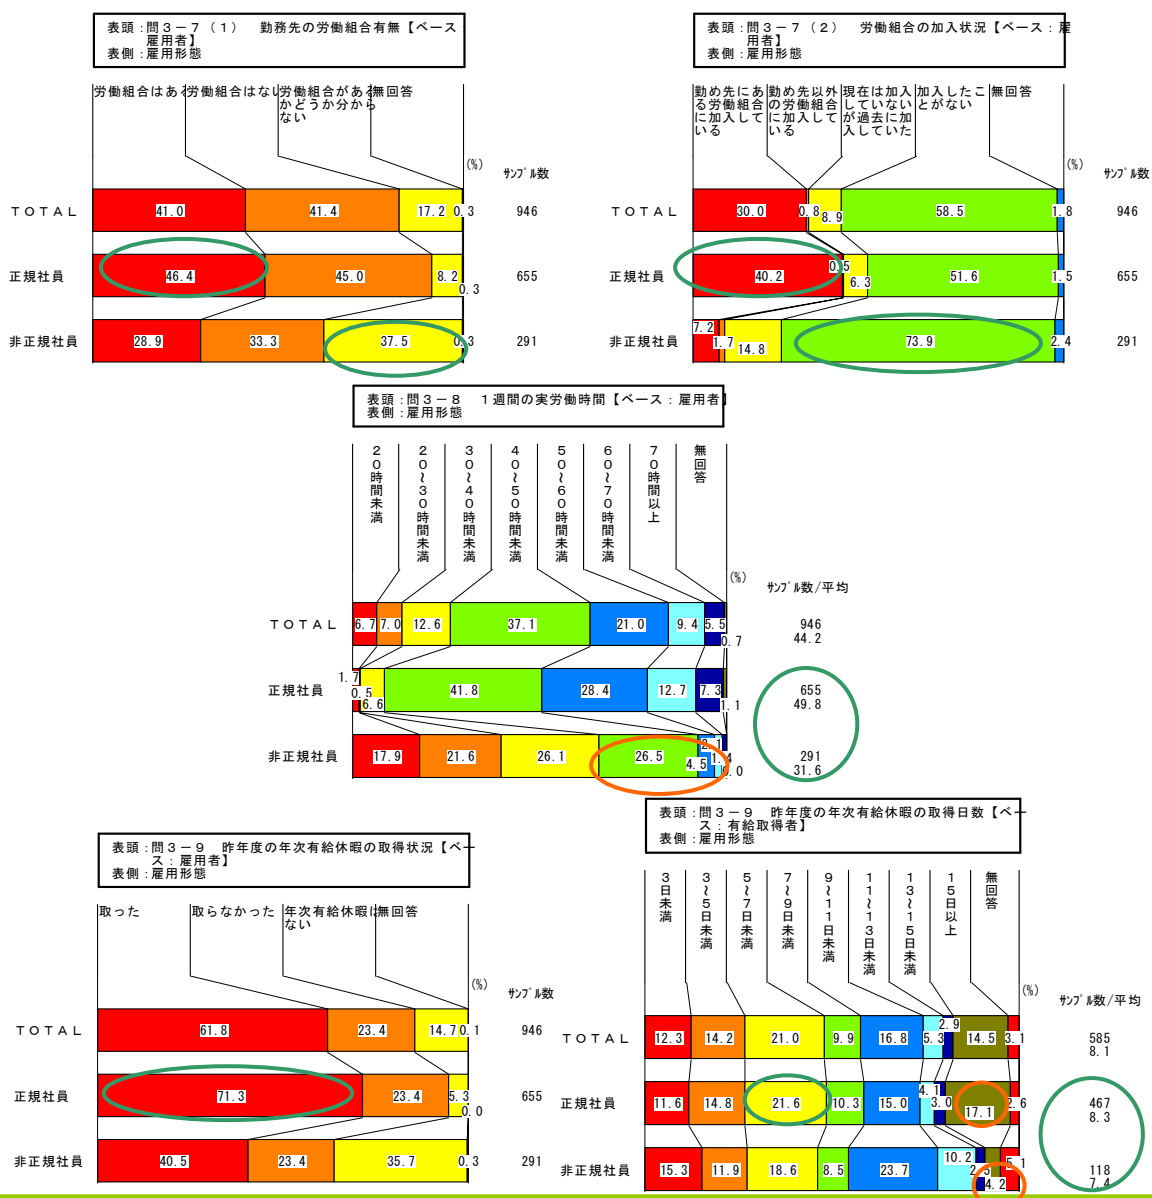 表頭：問３－７（１）　勤務先の労働組合有無【ベース：
雇用者】
表側：雇用形態
労働組合はある
労働組合はない
労働組合がある
かどうか分から
ない
無回答
(%)
ｻﾝﾌﾟﾙ数
ＴＯＴＡＬ 41.0 41.4 17.2 0.3 946
正規社員 46.4 45.0 8.2 0.3 655
非正規社員 28.9 33.3 37.5 0.3 291
表頭：問３－７（２）　労働組合の加入状況【ベース：雇
用者】
表側：雇用形態
勤め先にあ
る労働組合
に加入して
いる
勤め先以外
の労働組合
に加入して
いる
現在は加入
していない
が過去に加
入していた
加入したこ
とがない
無回答
(%)
ｻﾝﾌﾟﾙ数
ＴＯＴＡＬ 30.0 0.8 8.9 58.5 1.8 946
正規社員 40.2 0.5 6.3 51.6 1.5 655
非正規社員 7.2 1.7 14.8 73.9 2.4 291
表頭：問３－８　１週間の実労働時間【ベース：雇用者】
表側：雇用形態
２０時間未満
２０～３０時間未満
３０～４０時間未満
４０～５０時間未満
５０～６０時間未満
６０～７０時間未満
７０時間以上
無回答
(%)
ｻﾝﾌﾟﾙ数/平均
ＴＯＴＡＬ 6.7 7.0 12.6 37.1 21.0 9.4 5.5 0.7 946
44.2
正規社員 1.7 0.5 6.6 41.8 28.4 12.7 7.3 1.1 655
49.8
非正規社員 17.9 21.6 26.1 26.5 4.5 2.1 1.4 0.0 291
31.6
表頭：問３－９　昨年度の年次有給休暇の取得状況【ベー
ス：雇用者】
表側：雇用形態
取った
取らなかった
年次有給休暇は
ない
無回答
(%)
ｻﾝﾌﾟﾙ数
ＴＯＴＡＬ 61.8 23.4 14.7 0.1 946
正規社員 71.3 23.4 5.3 0.0 655
非正規社員 40.5 23.4 35.7 0.3 291
表頭：問３－９　昨年度の年次有給休暇の取得日数【ベー
ス：有給取得者】
表側：雇用形態
３日未満
３～５日未満
５～７日未満
７～９日未満
９～１１日未満
１１～１３日未満
１３～１５日未満
１５日以上
無回答
(%)
ｻﾝﾌﾟﾙ数/平均
ＴＯＴＡＬ 12.3 14.2 21.0 9.9 16.8 5.3 2.9 14.5 3.1 585
8.1
正規社員 11.6 14.8 21.6 10.3 15.0 4.1 3.0 17.1 2.6 467
8.3
非正規社員 15.3 11.9 18.6 8.5 23.7 10.2 2.5 4.2 5.1 118
7.4